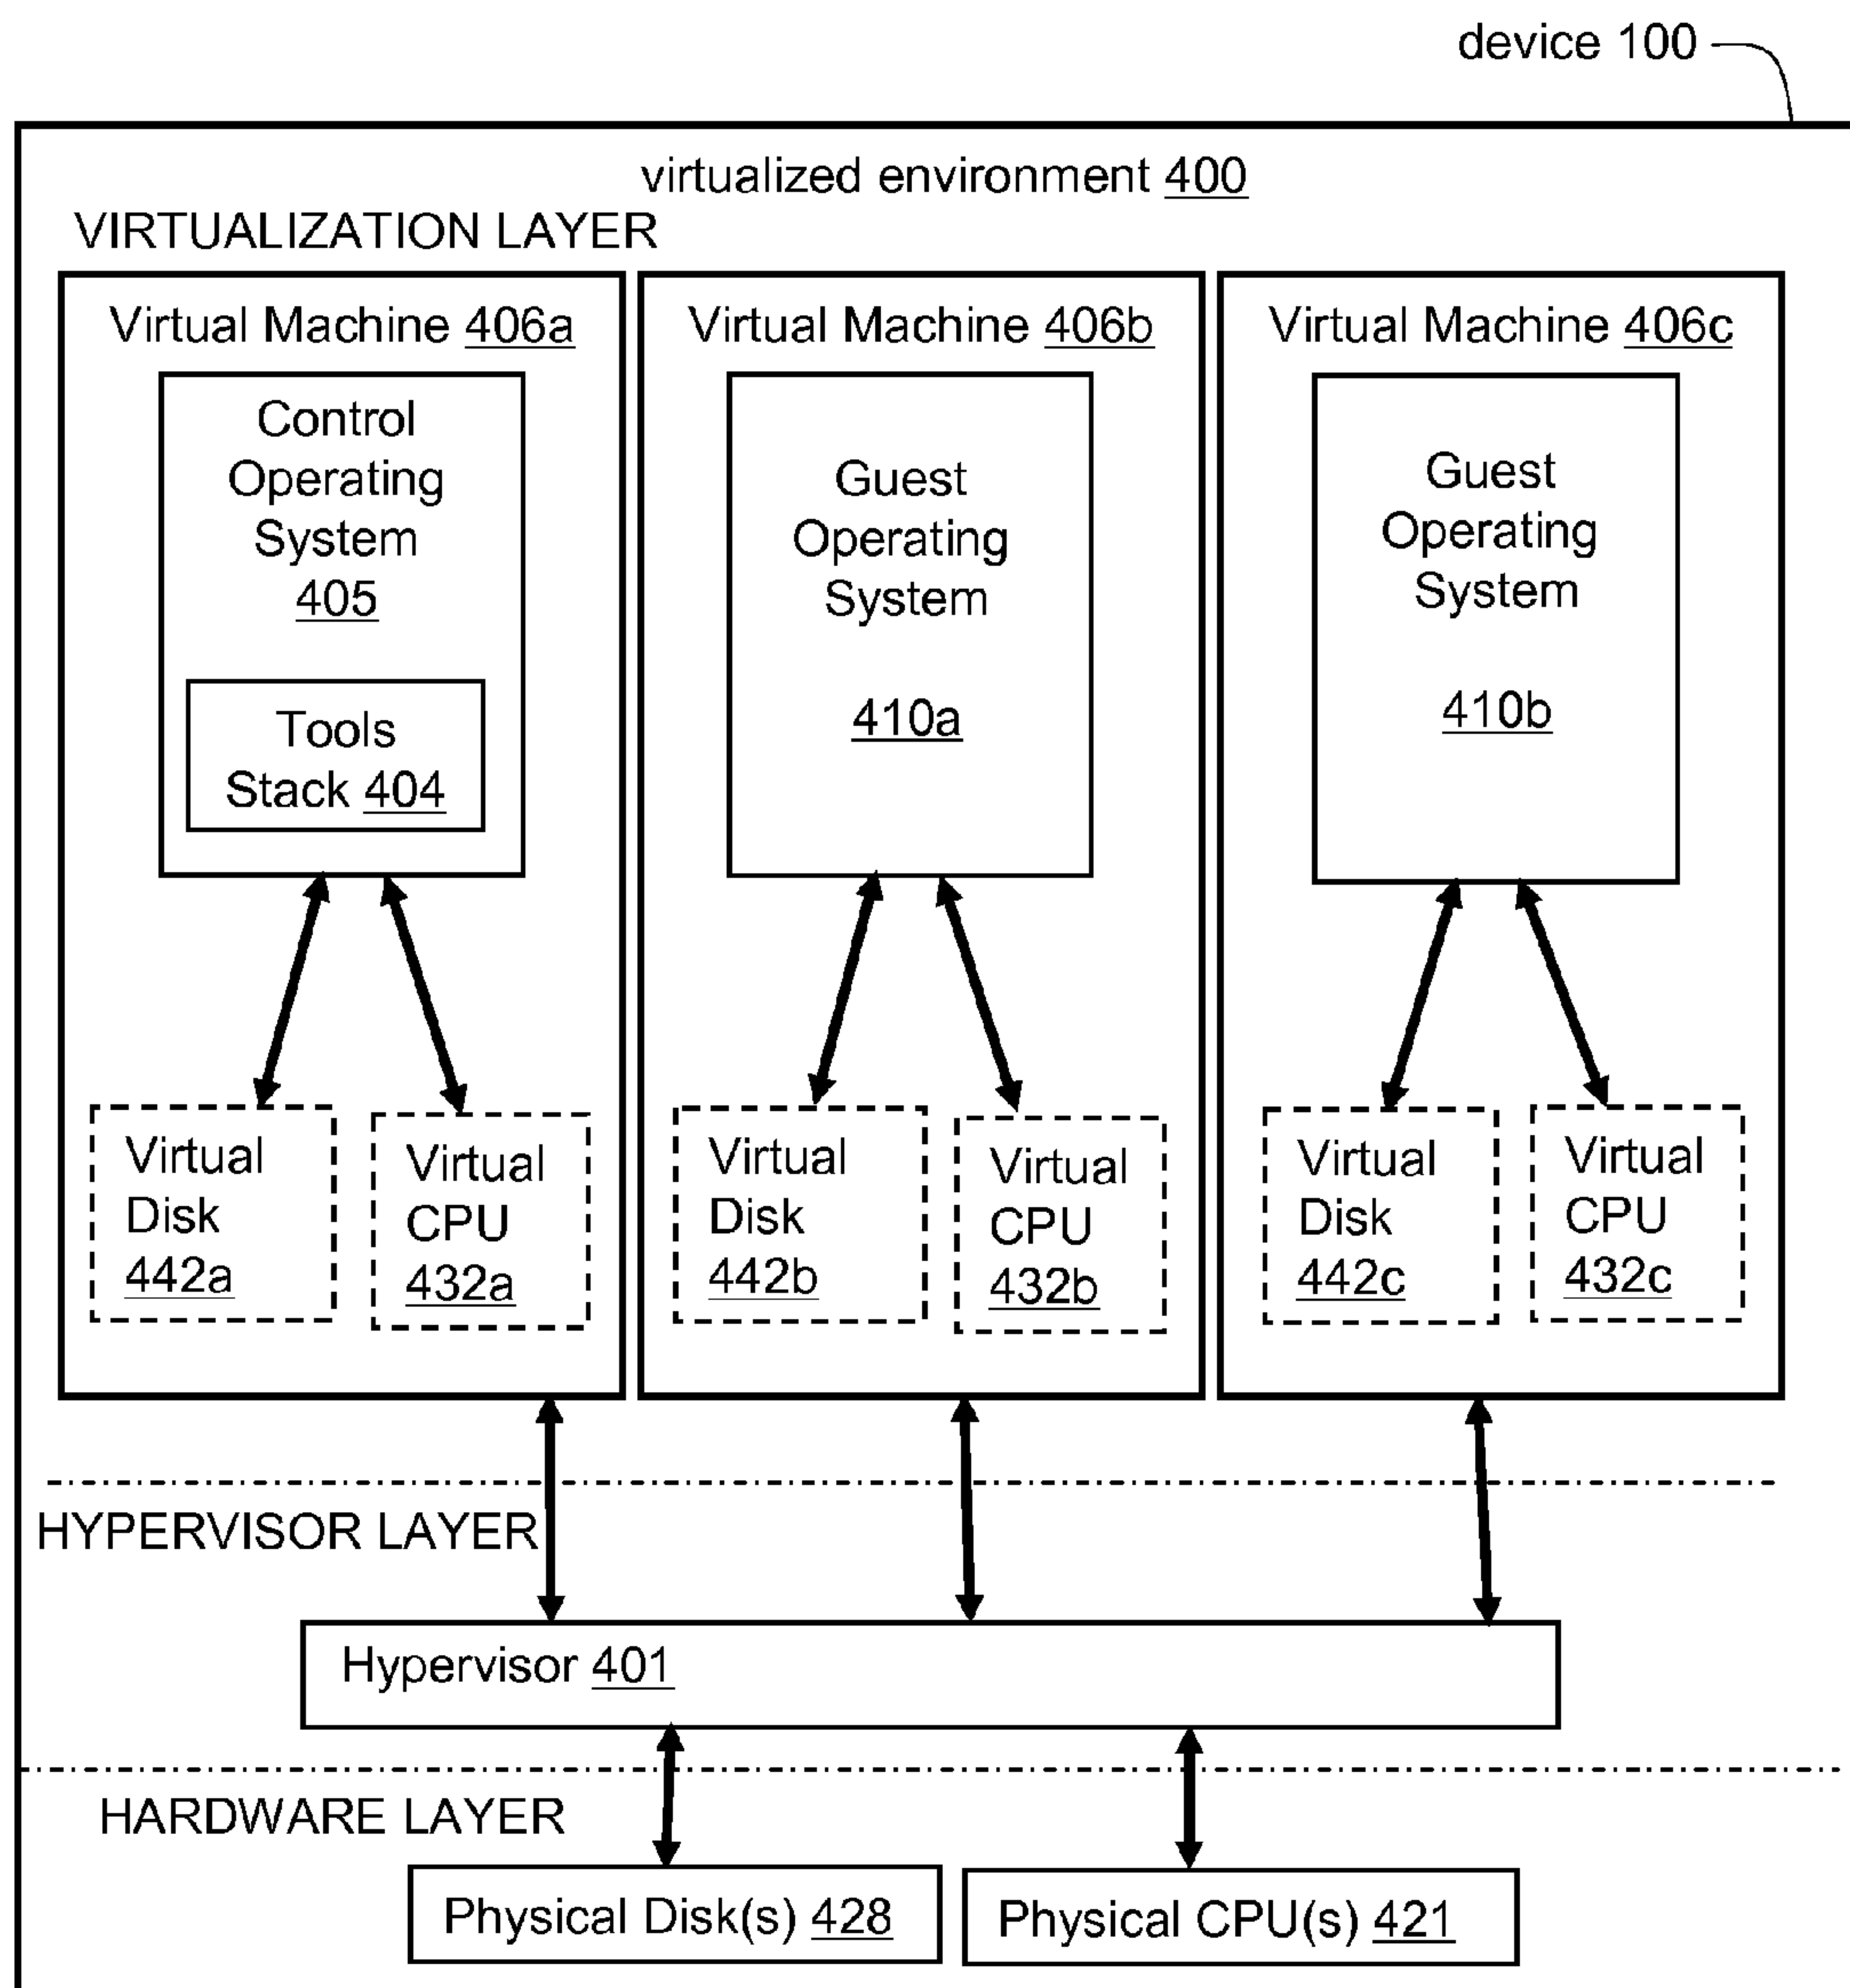 device 100
virtualized environment 400
VIRTUALIZATION LAYER
Virtual Machine 406a
Control
Operating
System
405
Tools
Stack 404
Virtual
Disk
442a
Virtual
CPU
432a
Virtual Machine 406b
Guest
Operating
System
410a
Virtual
Disk
442b
Virtual
CPU
432b
Virtual Machine 406c
Guest
Operating
System
410b
Virtual
Disk
442c
Virtual
CPU
432c
HYPERVISOR LAYER
Hypervisor 401
HARDWARE LAYER
Physical Disk(s) 428
Physical CPU(s) 421